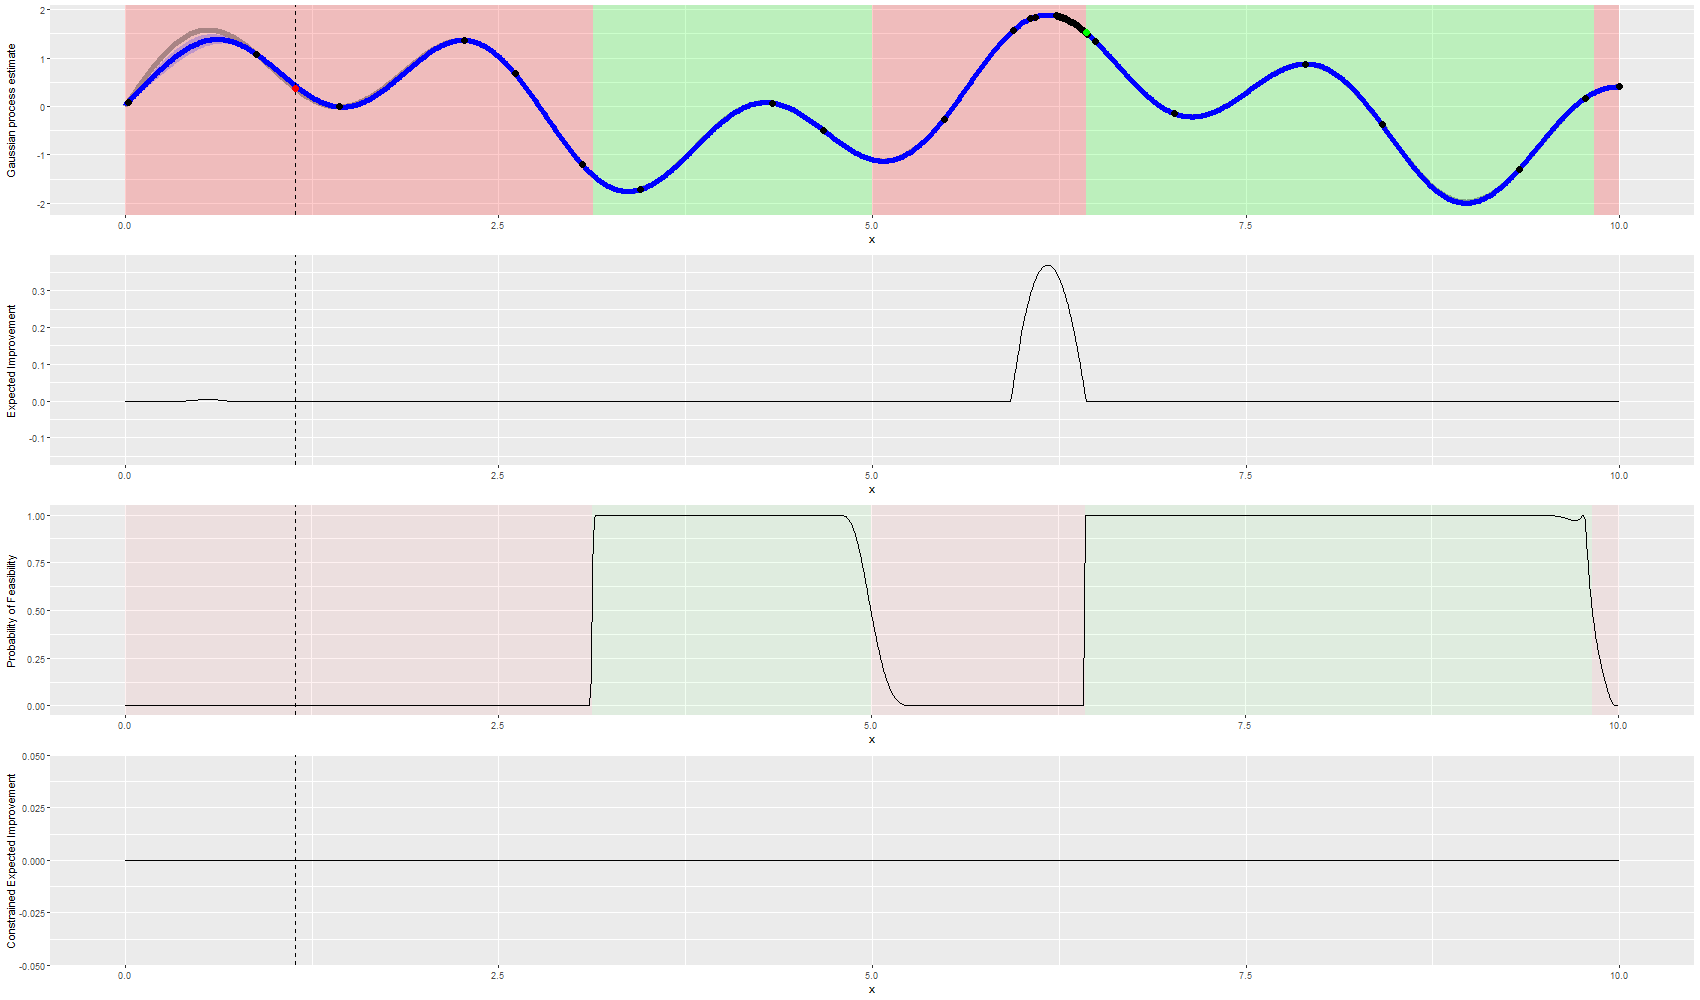 Gaussian process estimate
2
1
0
-1
-2
0.0 2.5 5.0 7.5 10.0
x
Expected Improvement
0.3
0.2
0.1
0.0
-0.1
0.0 2.5 5.0 7.5 10.0
x
Probability of Feasibility
1.00
0.75
0.50
0.25
0.00
0.0 2.5 5.0 7.5 10.0
x
Constrained Expected Improvement
0.050
0.025
0.000
-0.025
-0.050
0.0 2.5 5.0 7.5 10.0
x